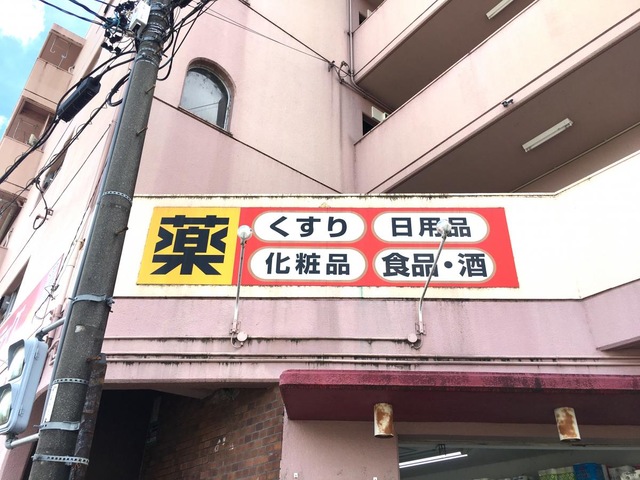 薬
くすり 日用品
化粧品 食品・酒